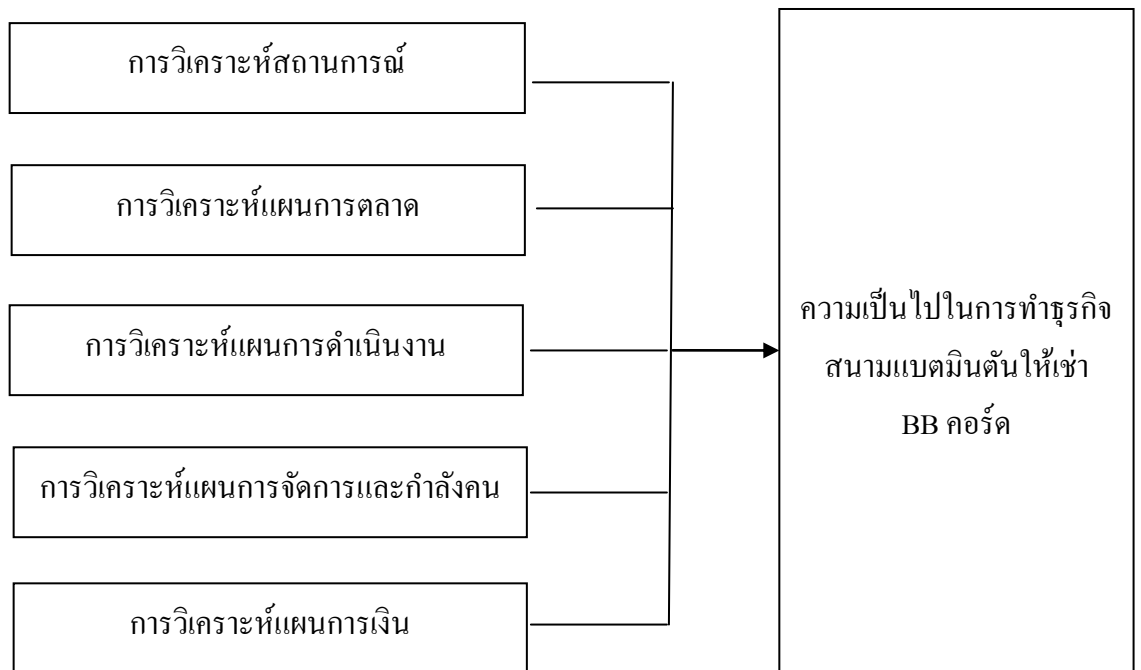 การวิเคราะห์สถานการณ์
การวิเคราะห์แผนการตลาด
การวิเคราะห์แผนการดำเนินงาน
การวิเคราะห์แผนการจัดการและกำลังคน
การวิเคราะห์แผนการเงิน
ความเป็นไปในการทำธุรกิจ
สนามแบตมินตันให้เช่า
BB คอร์ด